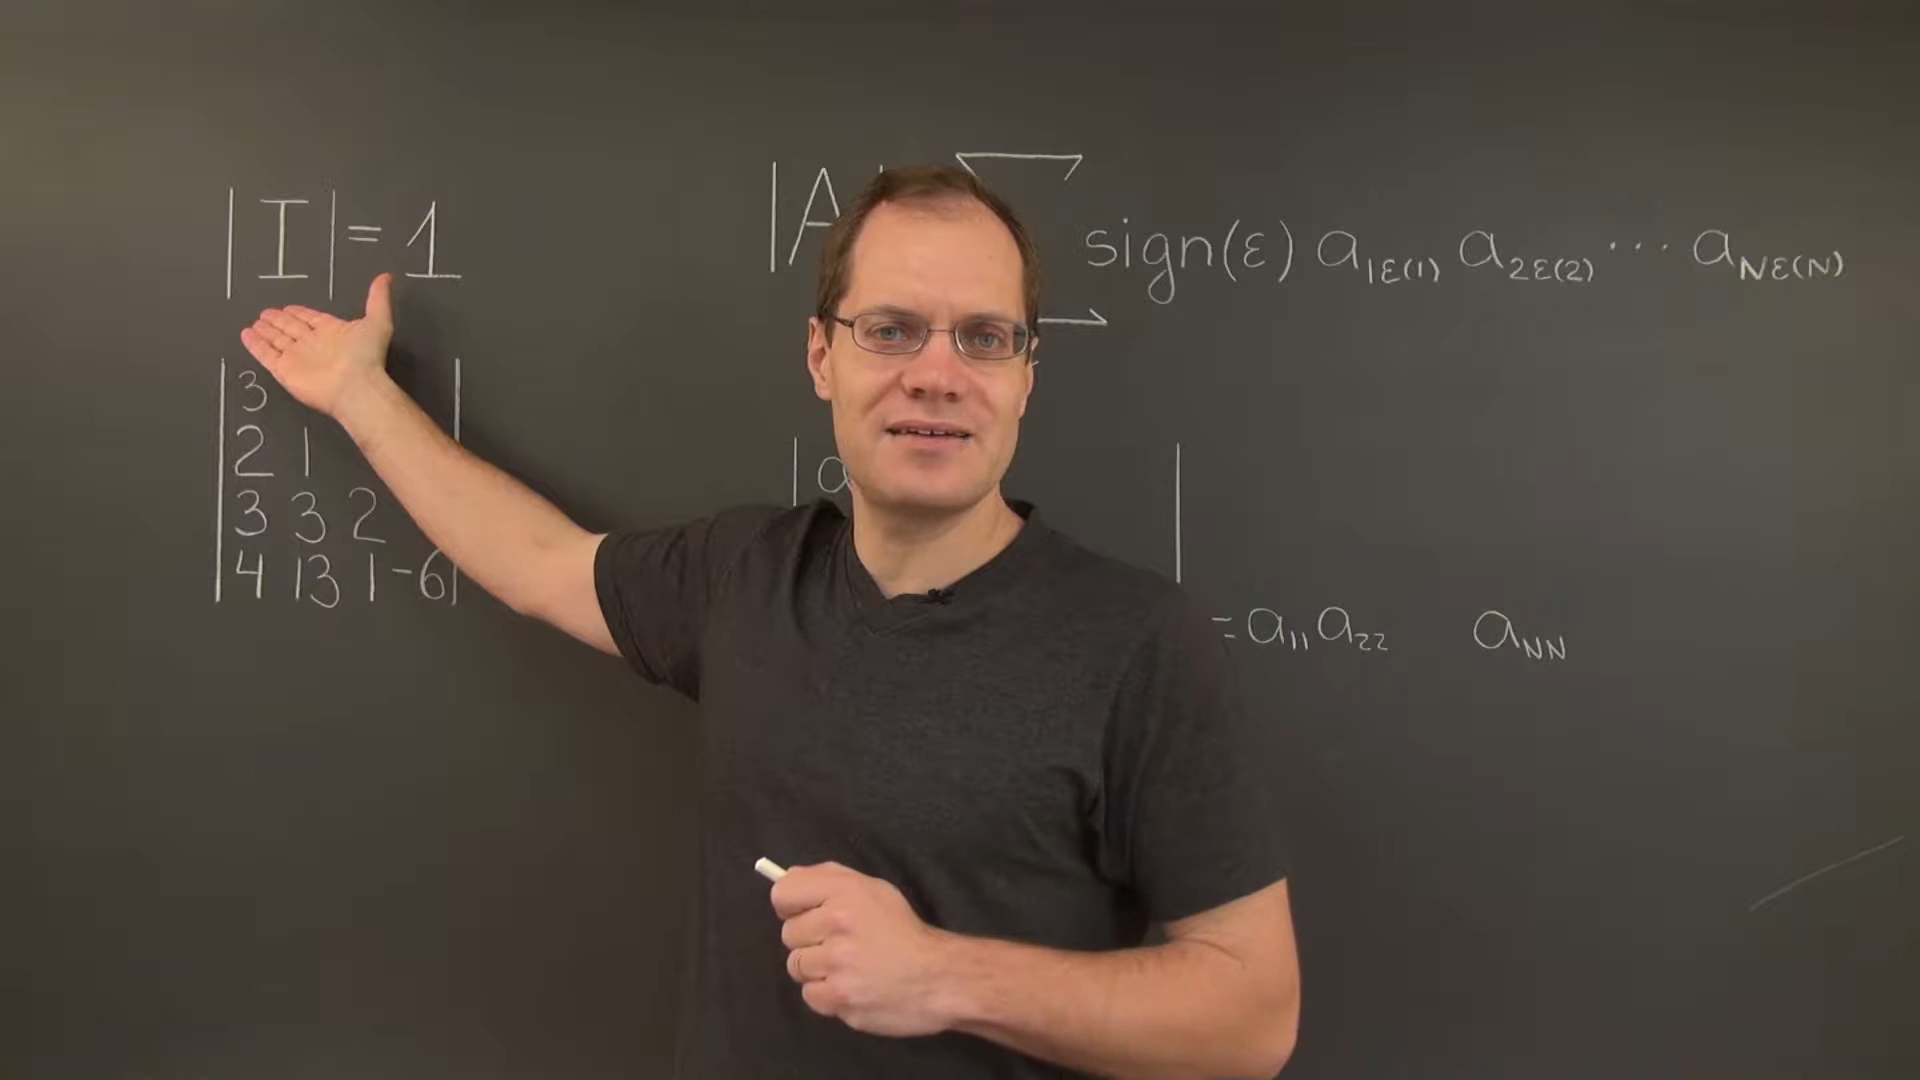 |I| = 1
|A| sign(ε) a₁ε(1) a₂ε(2) ··· aNε(N)
|3
2 1
3 3 2
4 13 1 -6|
|a |
= a₁₁ a₂₂ aNN